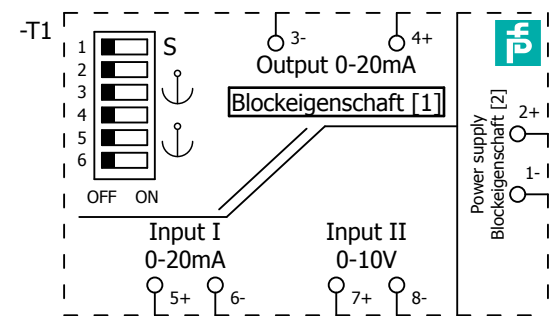 -T1
1 S
2
3
4
5
6
OFF ON
3- 4+
Output 0-20mA
Blockeigenschaft [1]
Power supply
Blockeigenschaft [2]
2+
1-
Input I
0-20mA
5+ 6-
Input II
0-10V
7+ 8-